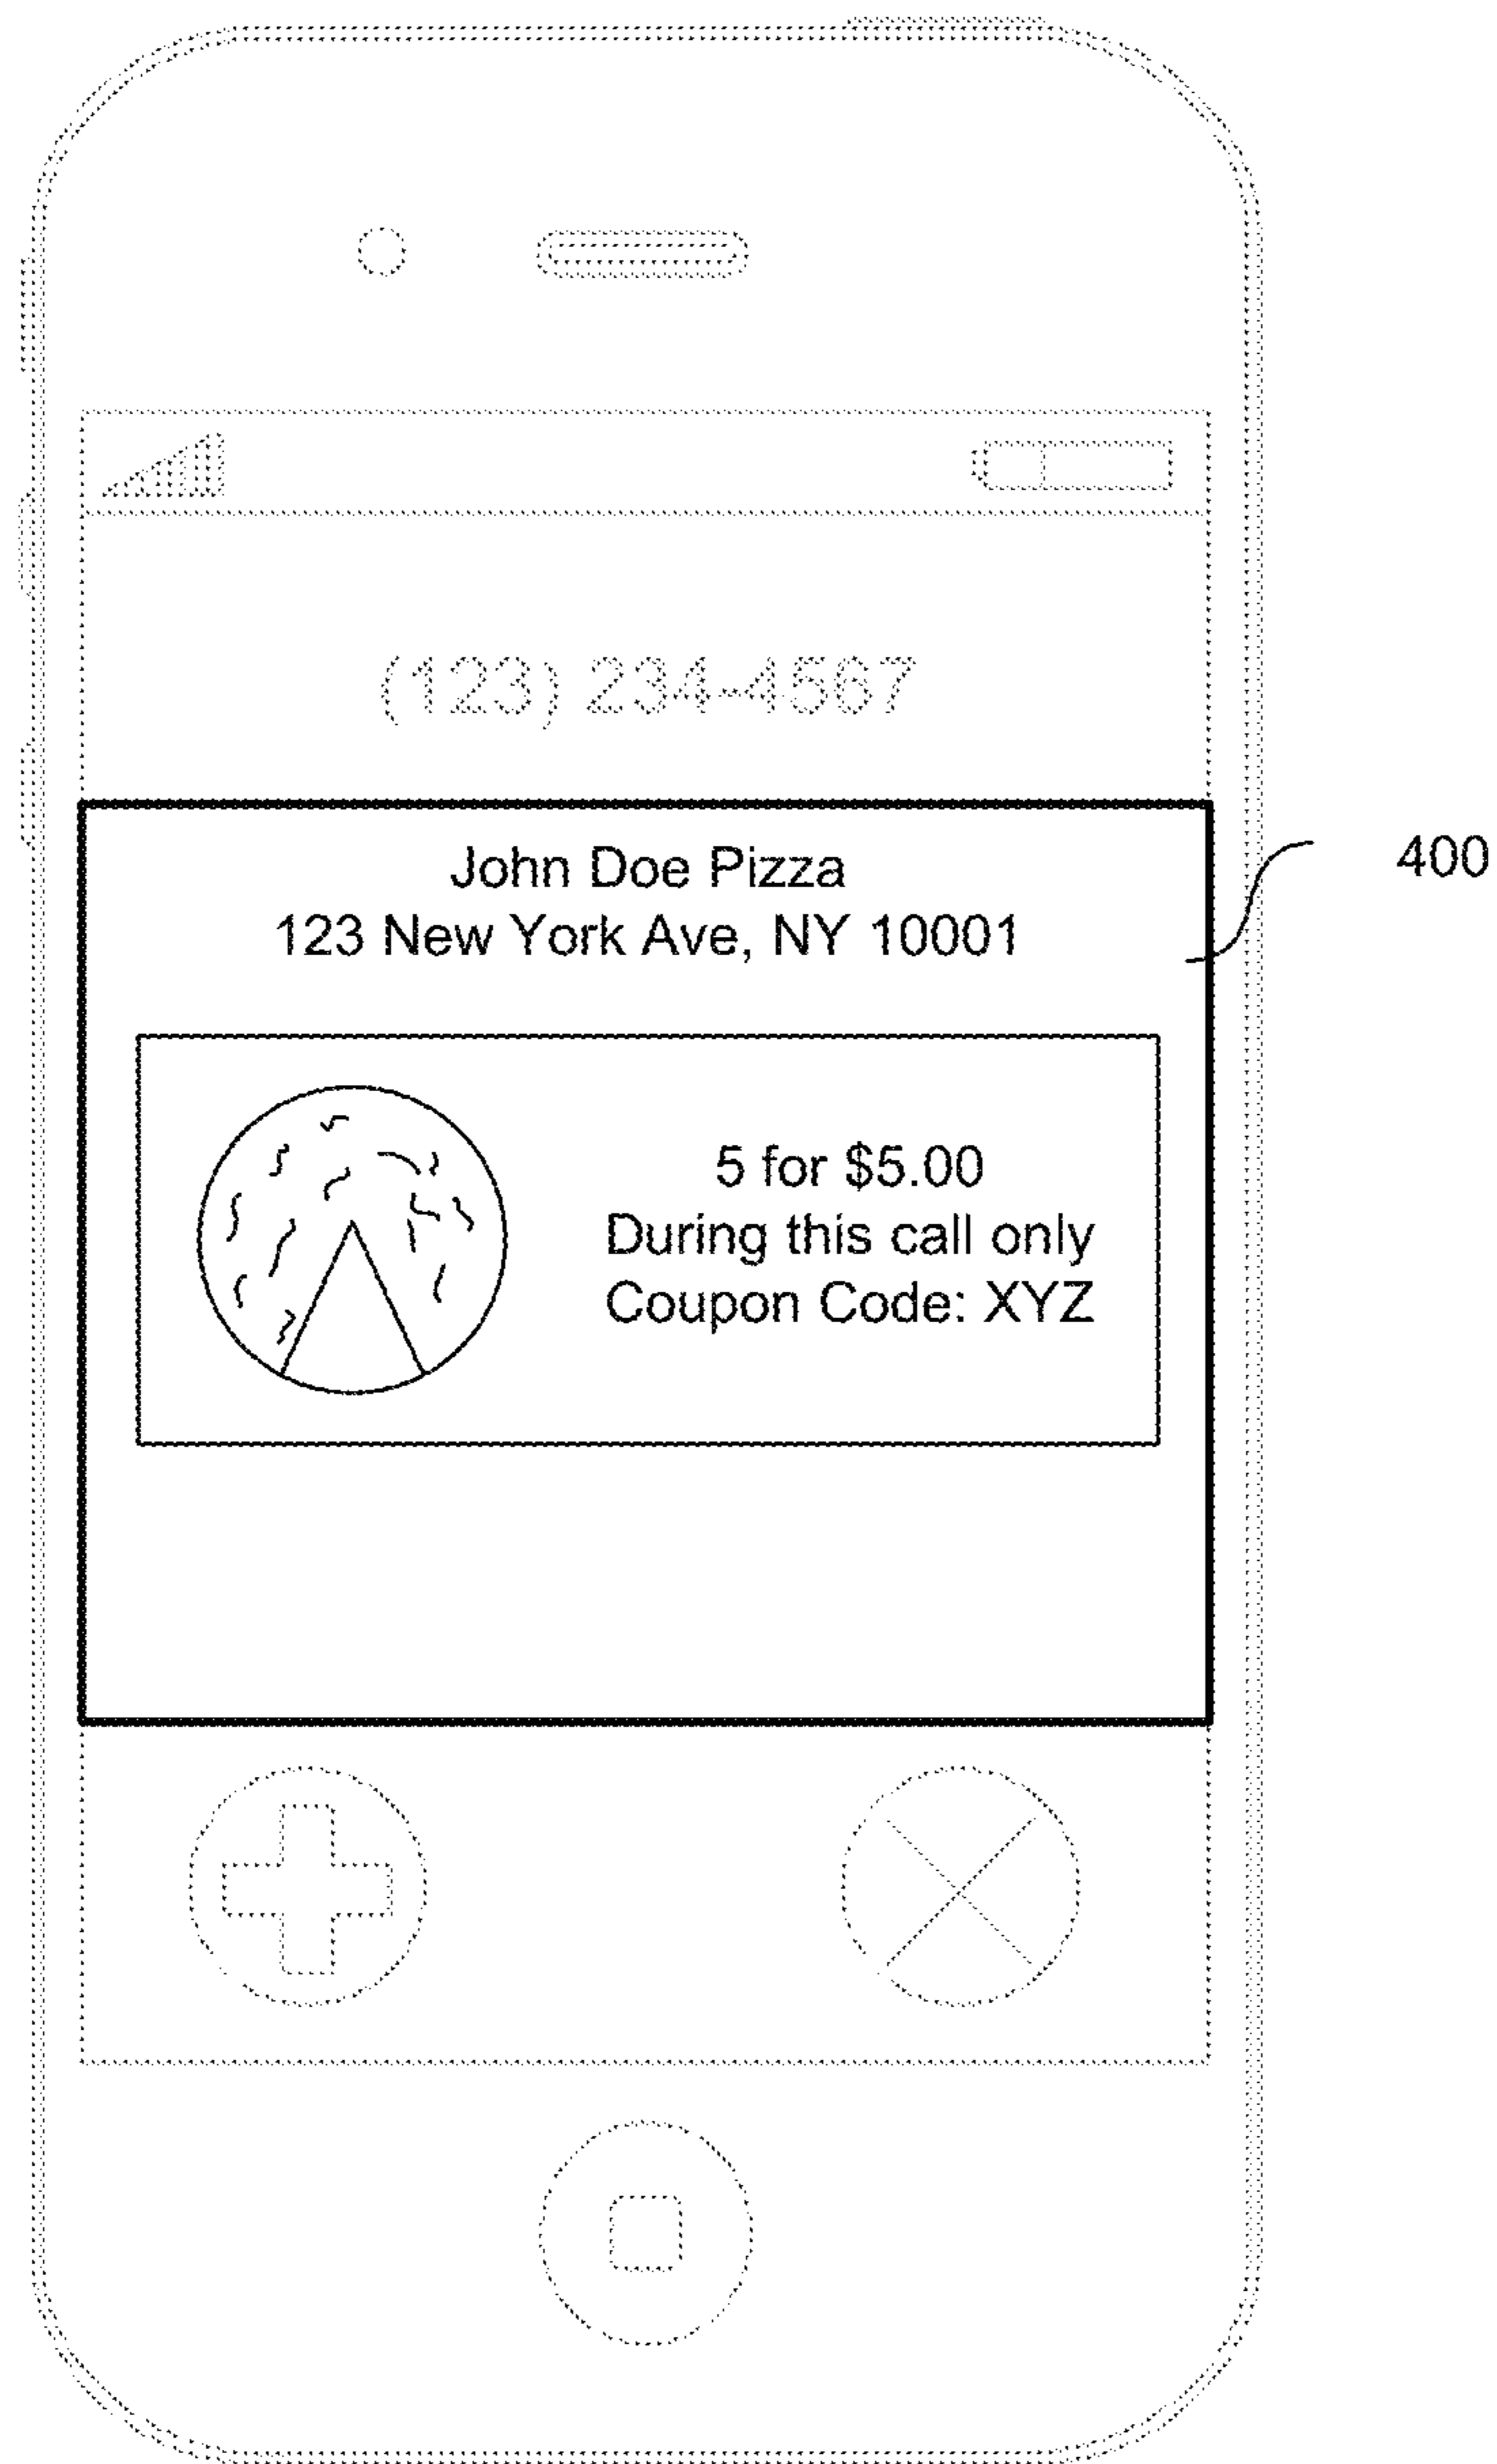 (123) 234-4567
John Doe Pizza
400
123 New York Ave, NY 10001
5 for $5.00
During this call only
Coupon Code: XYZ